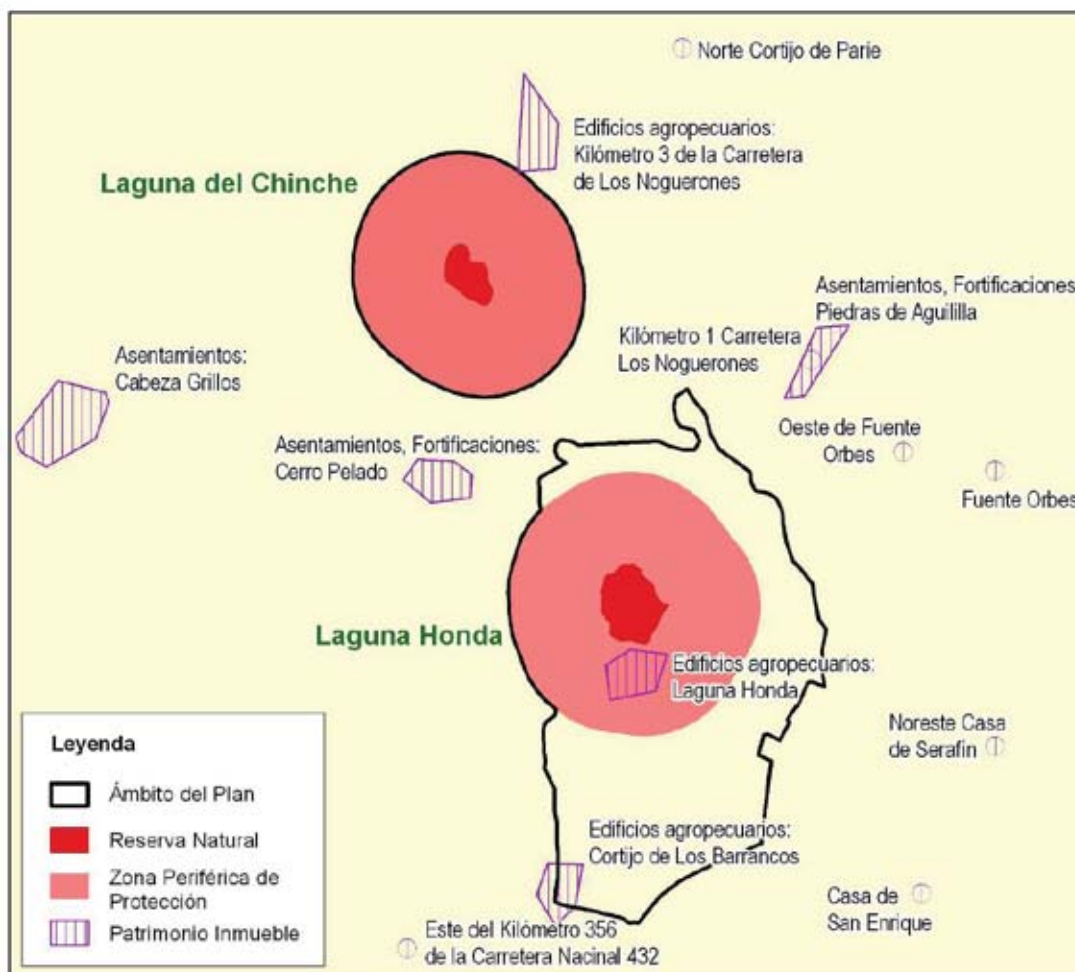 Norte Cortijo de Parie
Edificios agropecuarios:
Kilómetro 3 de la Carretera
de Los Noguerones
Laguna del Chinche
Asentamientos, Fortificaciones
Piedras de Aguililla
Kilómetro 1 Carretera
Los Noguerones
Asentamientos:
Cabeza Grillos
Oeste de Fuente
Orbes
Asentamientos, Fortificaciones:
Cerro Pelado
Fuente Orbes
Laguna Honda
Edificios agropecuarios:
Laguna Honda
Noreste Casa
de Serafin
Edificios agropecuarios:
Cortijo de Los Barrancos
Casa de
San Enrique
Este del Kilómetro 356
de la Carretera Nacinal 432
Leyenda
Ámbito del Plan
Reserva Natural
Zona Periférica de
Protección
Patrimonio Inmueble